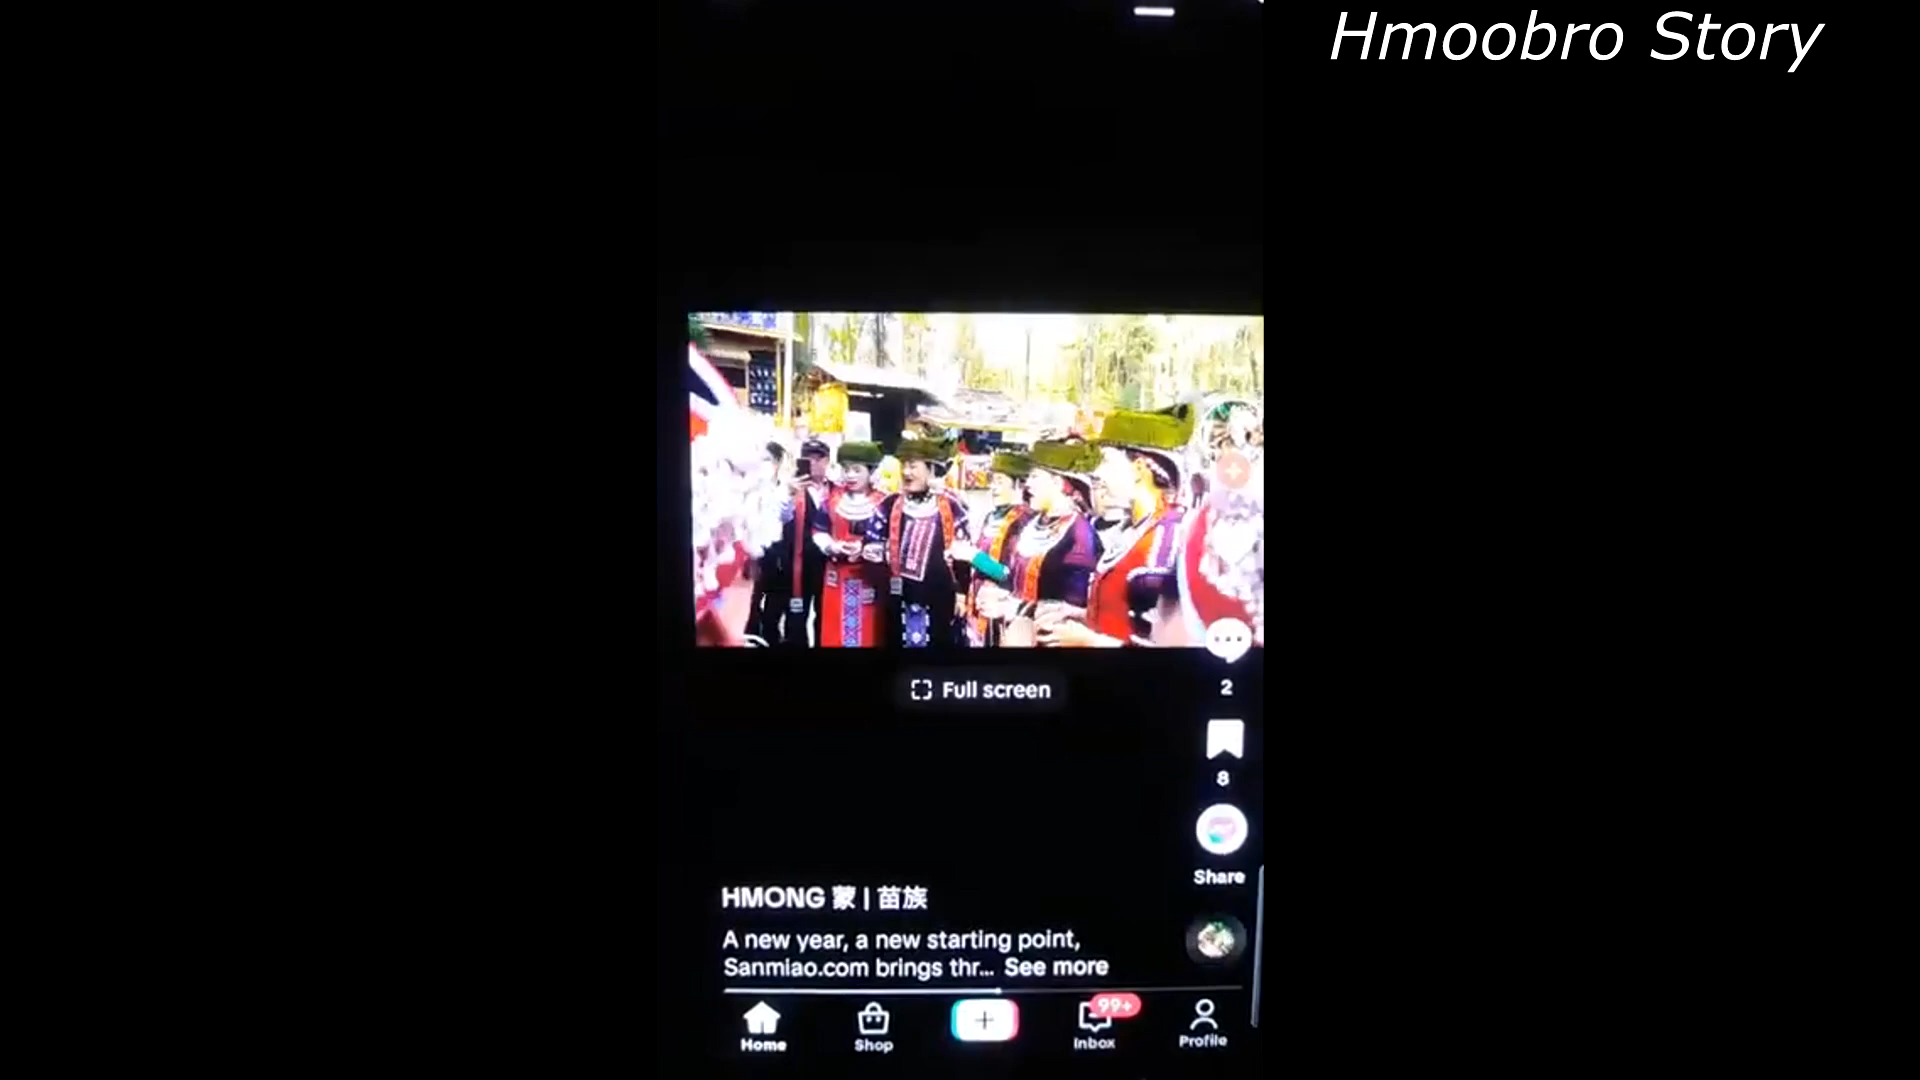 Hmoobro Story
Full screen
2
8
Share
HMONG 蒙 | 苗族
A new year, a new starting point,
Sanmiao.com brings thr... See more
99+
Home
Shop
Inbox
Profile